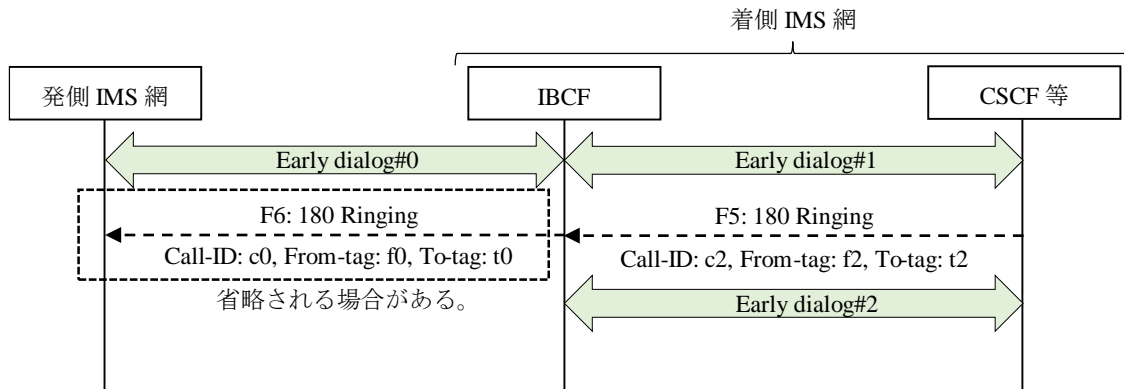 着側 IMS 網
発側 IMS 網
IBCF
CSCF 等
Early dialog#0
Early dialog#1
F6: 180 Ringing
F5: 180 Ringing
Call-ID: c0, From-tag: f0, To-tag: t0
Call-ID: c2, From-tag: f2, To-tag: t2
省略される場合がある。
Early dialog#2